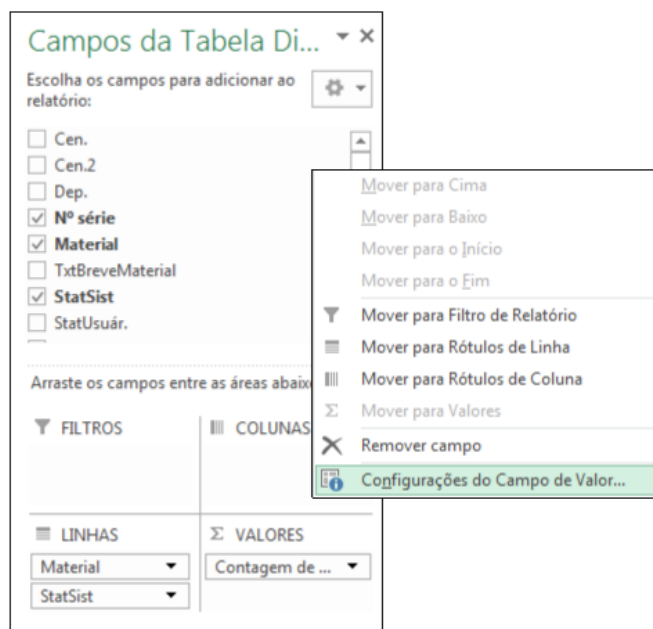 Campos da Tabela Di...
Escolha os campos para adicionar ao
relatório:
Cen.
Cen.2
Dep.
Nº série
Material
TxtBreveMaterial
StatSist
StatUsuár.
Arraste os campos entre as áreas abaix
FILTROS
COLUNAS
LINHAS
Material
StatSist
Σ VALORES
Contagem de ...
Mover para Cima
Mover para Baixo
Mover para o Início
Mover para o Fim
Mover para Filtro de Relatório
Mover para Rótulos de Linha
Mover para Rótulos de Coluna
Σ Mover para Valores
Remover campo
Configurações do Campo de Valor...